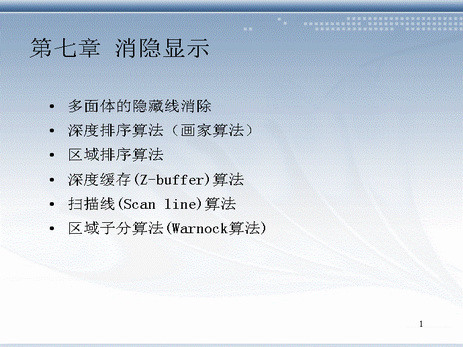 第七章 消隐显示
• 多面体的隐藏线消除
• 深度排序算法（画家算法）
• 区域排序算法
• 深度缓存(Z-buffer)算法
• 扫描线(Scan line)算法
• 区域子分算法(Warnock算法)
1